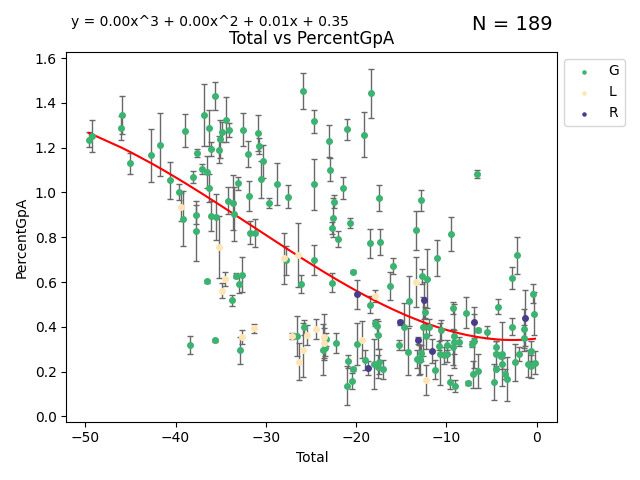 y = 0.00x^3 + 0.00x^2 + 0.01x + 0.35
N = 189
Total vs PercentGpA
1.6
1.4
1.2
1.0
0.8
0.6
0.4
0.2
0.0
PercentGpA
−50
−40
−30
−20
−10
0
Total
G
L
R